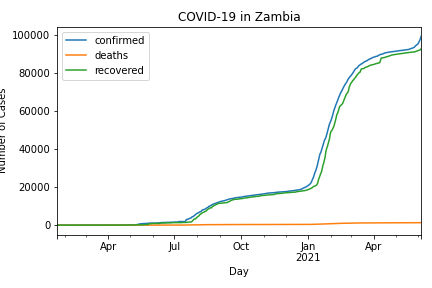 COVID-19 in Zambia
confirmed
deaths
recovered
100000
80000
60000
40000
20000
0
Number of Cases
Apr
Jul
Oct
Jan
2021
Apr
Day